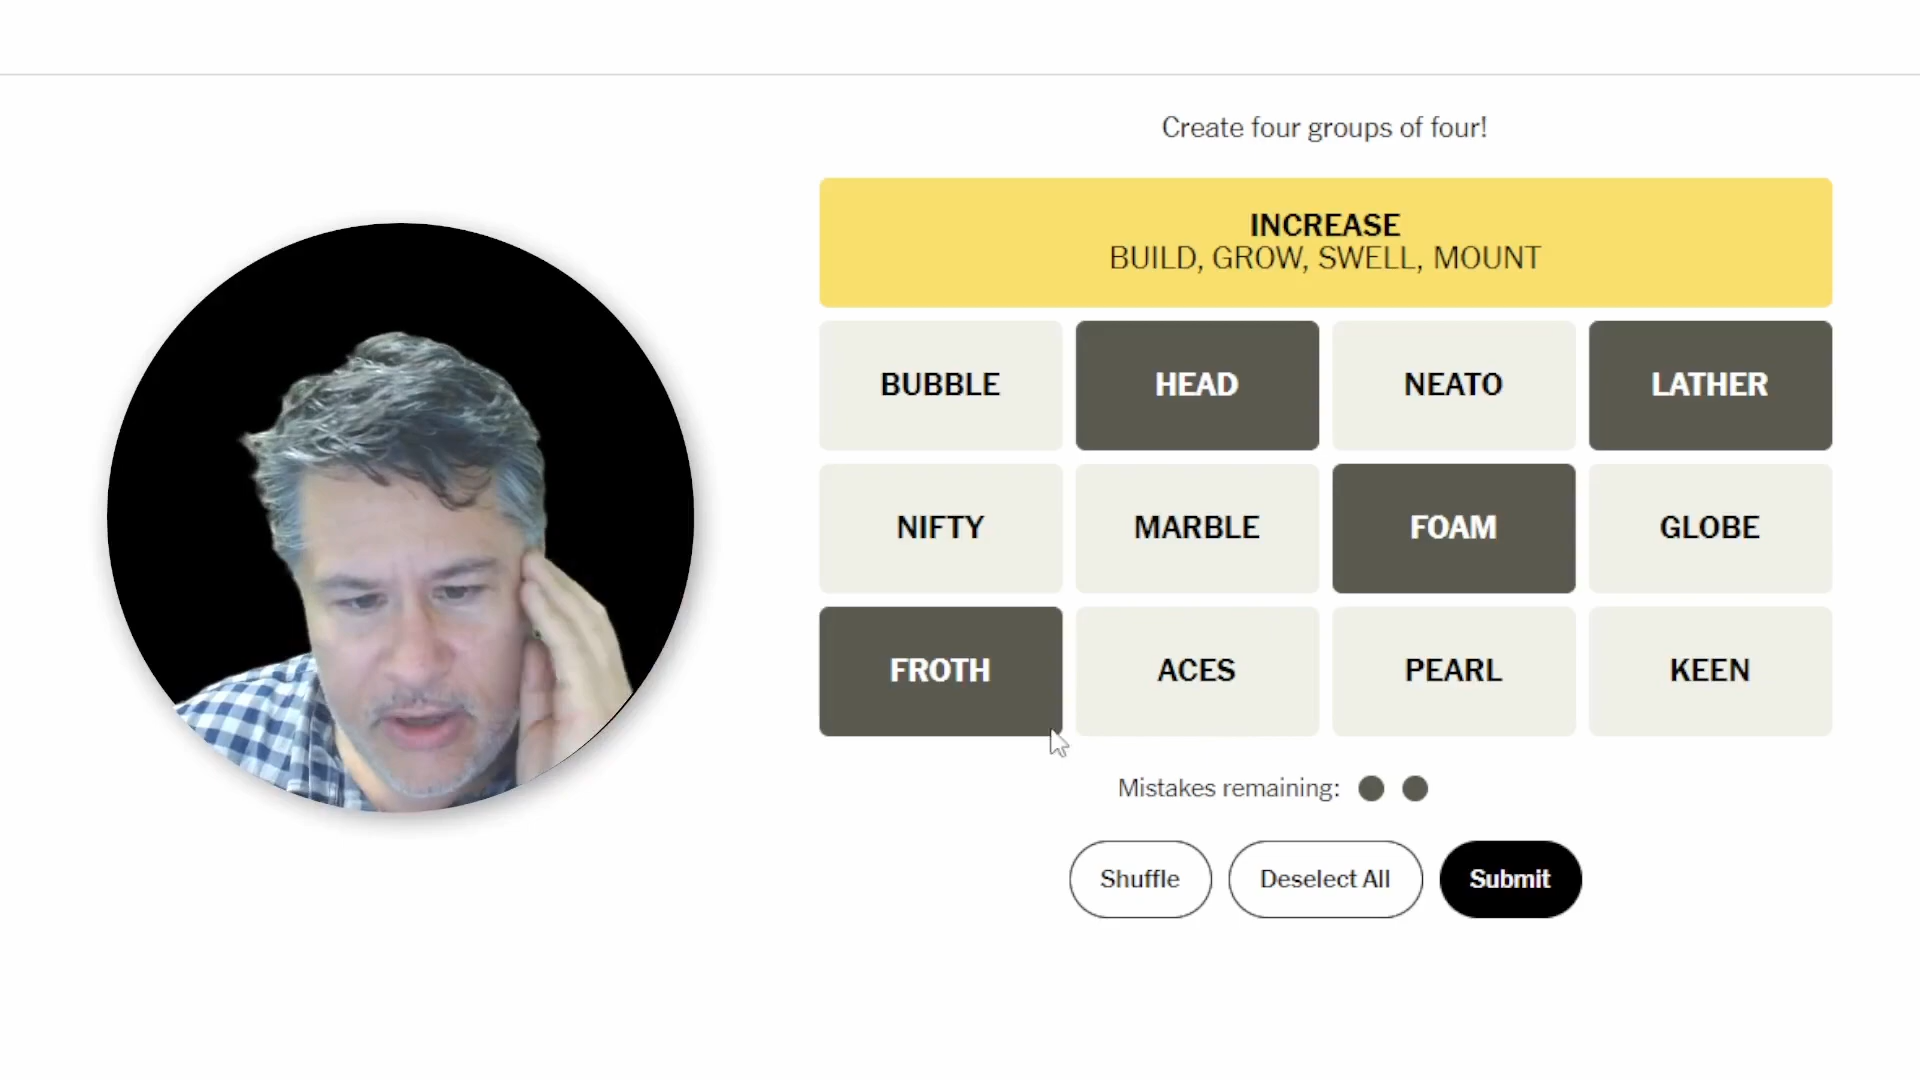 Create four groups of four!
INCREASE
BUILD, GROW, SWELL, MOUNT
BUBBLE HEAD NEATO LATHER
NIFTY MARBLE FOAM GLOBE
FROTH ACES PEARL KEEN
Mistakes remaining:
Shuffle Deselect All Submit